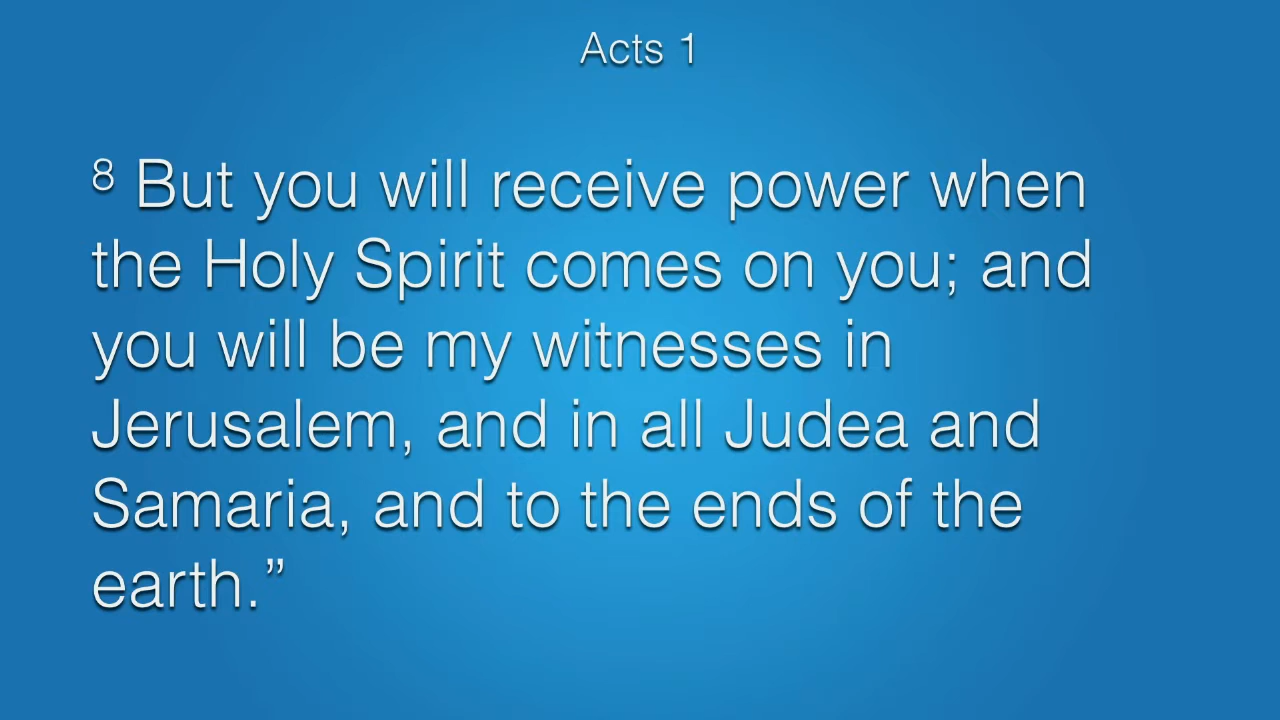 Acts 1
8 But you will receive power when
the Holy Spirit comes on you; and
you will be my witnesses in
Jerusalem, and in all Judea and
Samaria, and to the ends of the
earth.”